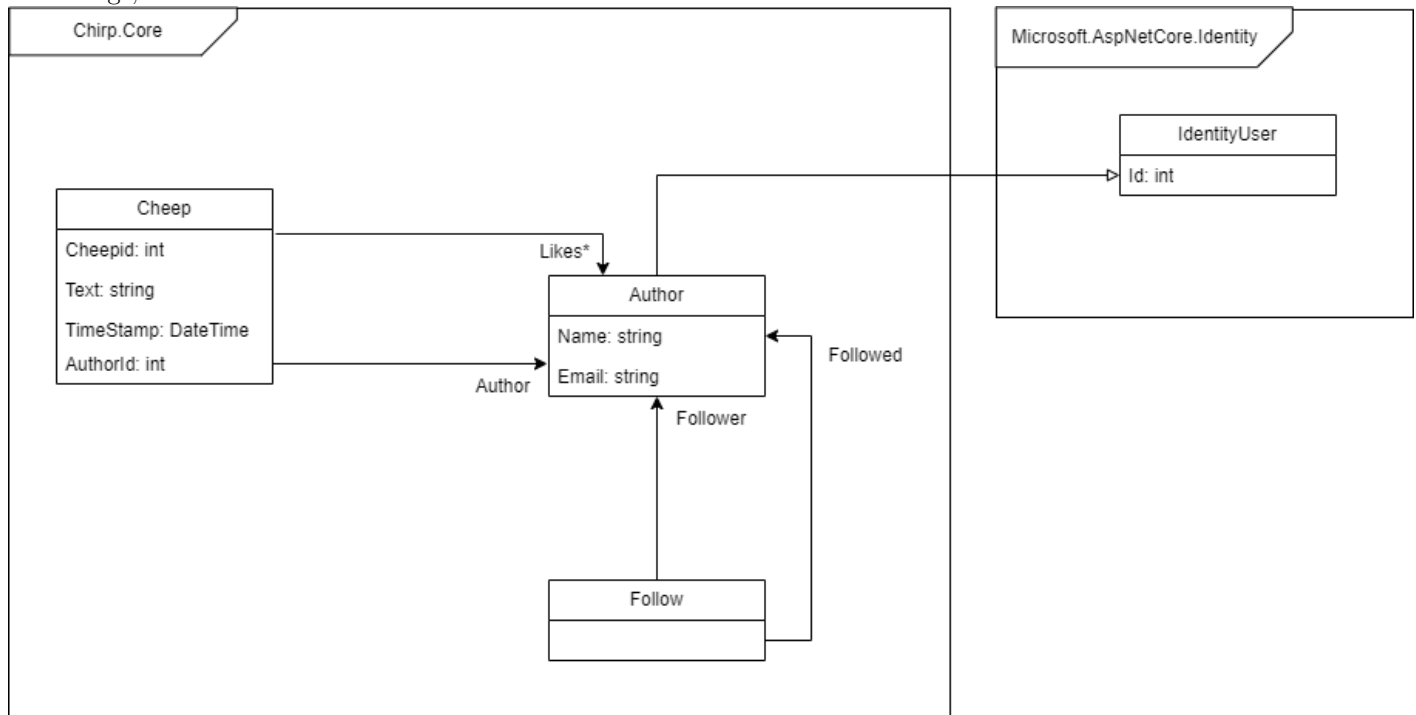 Chirp.Core
Microsoft.AspNetCore.Identity
IdentityUser
Id: int
Cheep
Cheepid: int
Text: string
TimeStamp: DateTime
AuthorId: int
Likes*
Author
Author
Name: string
Email: string
Followed
Follower
Follow